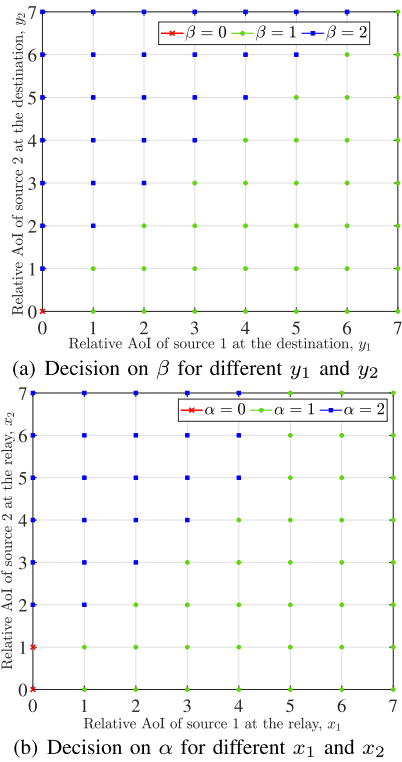 7
6
5
4
3
2
1
0
Relative AoI of source 2 at the destination, y₂
β = 0 β = 1 β = 2
0 1 2 3 4 5 6 7
Relative AoI of source 1 at the destination, y₁
(a) Decision on β for different y₁ and y₂
7
6
5
4
3
2
1
0
Relative AoI of source 2 at the relay, x₂
α = 0 α = 1 α = 2
0 1 2 3 4 5 6 7
Relative AoI of source 1 at the relay, x₁
(b) Decision on α for different x₁ and x₂